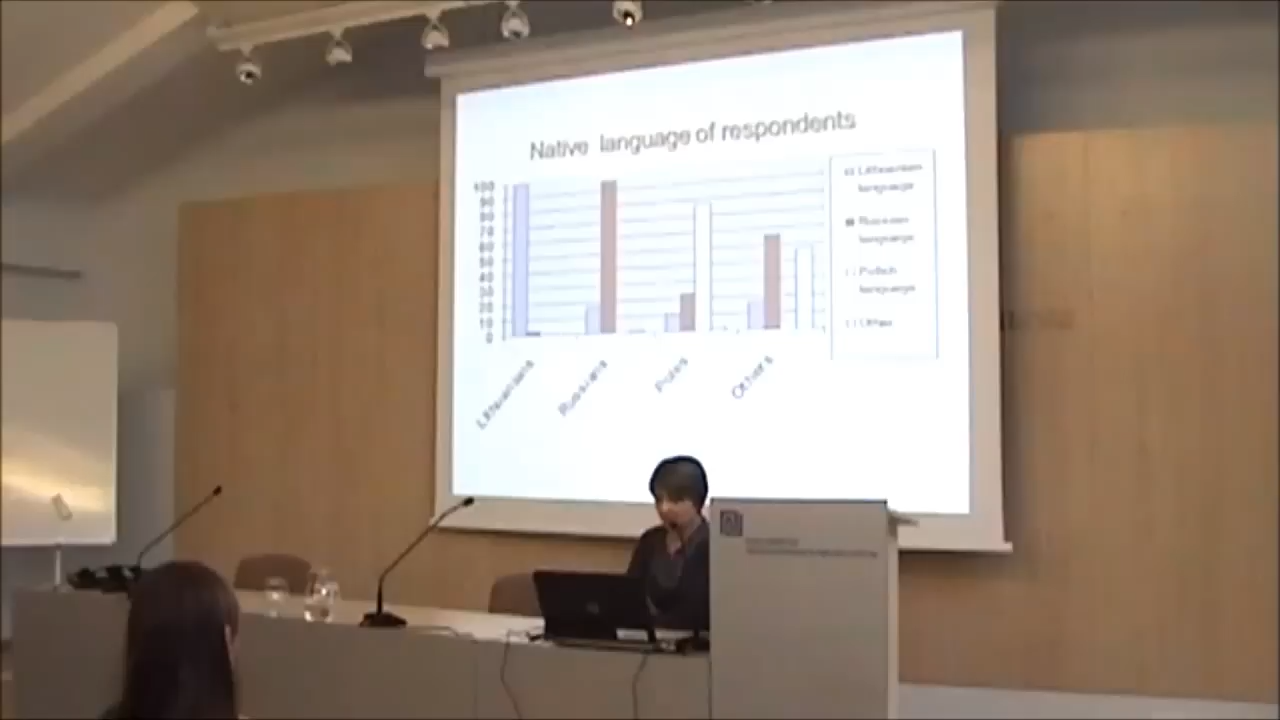 Native language of respondents
100
90
80
70
60
50
40
30
20
10
0
Lithuanians
Russians
Poles
Others
Lithuanian
language
Russian
language
Polish
language
Other